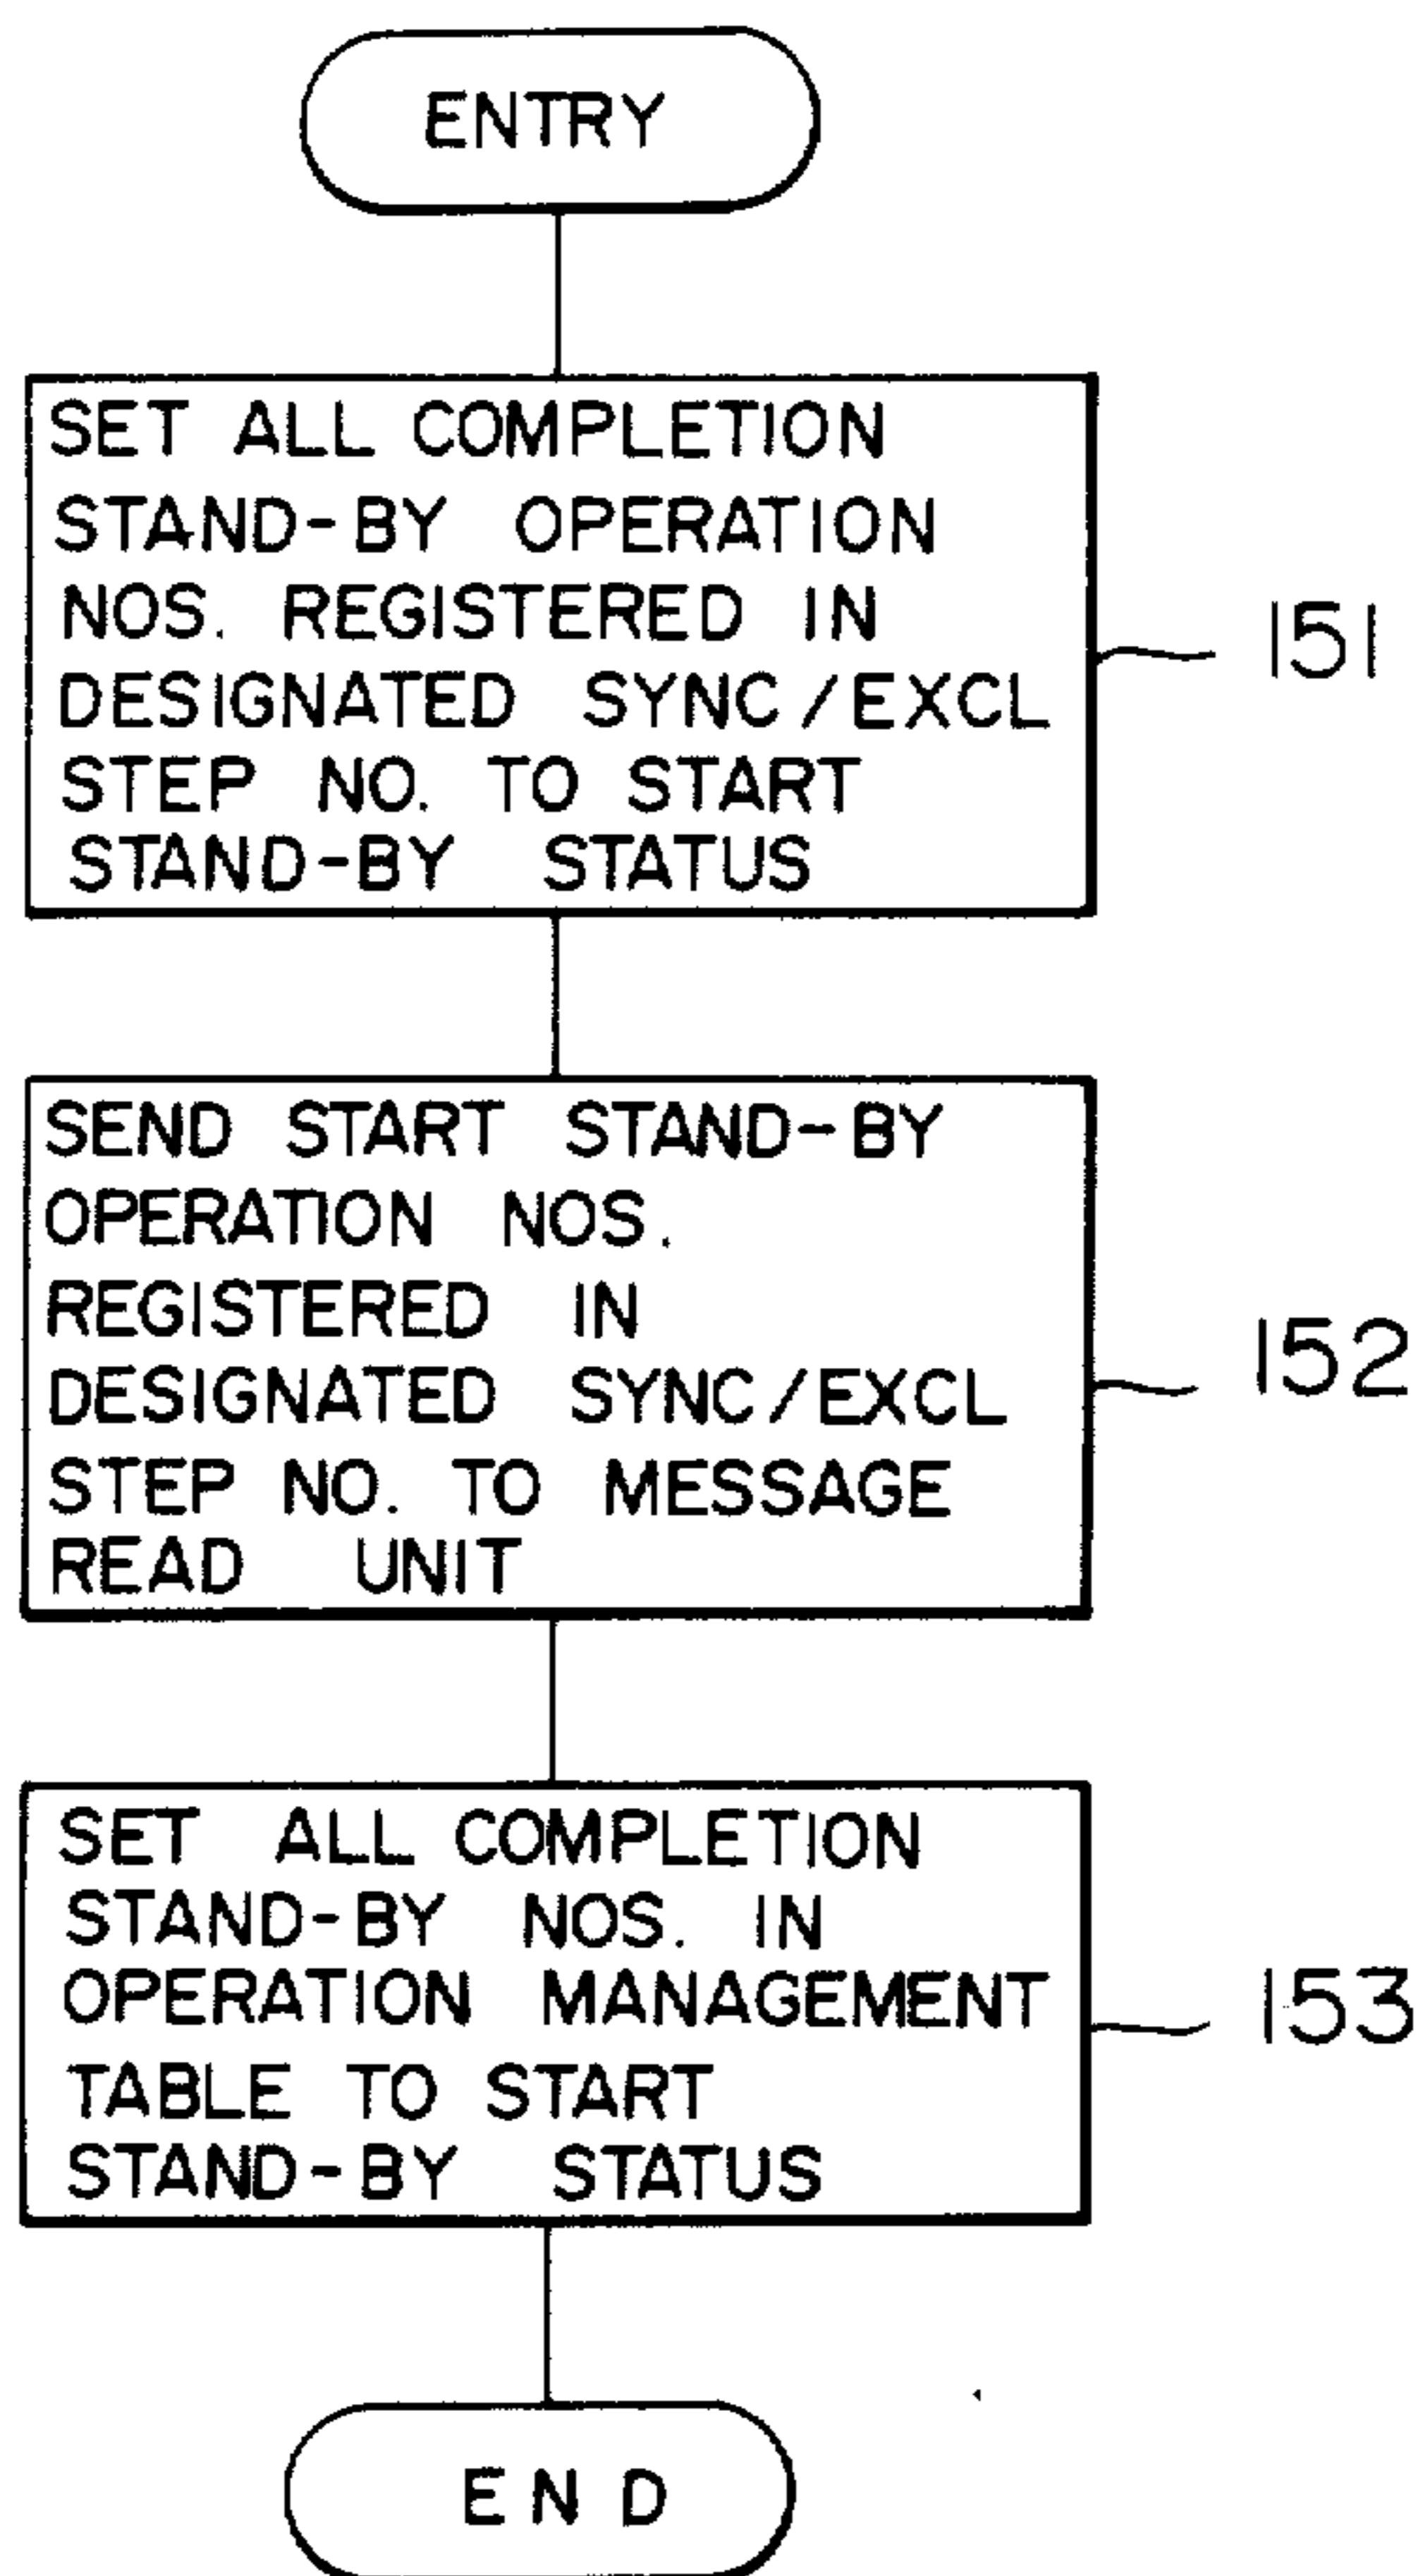 ENTRY
SET ALL COMPLETION
STAND-BY OPERATION
NOS. REGISTERED IN
DESIGNATED SYNC/EXCL
STEP NO. TO START
STAND-BY STATUS
151
SEND START STAND-BY
OPERATION NOS.
REGISTERED IN
DESIGNATED SYNC/EXCL
STEP NO. TO MESSAGE
READ UNIT
152
SET ALL COMPLETION
STAND-BY NOS. IN
OPERATION MANAGEMENT
TABLE TO START
STAND-BY STATUS
153
END